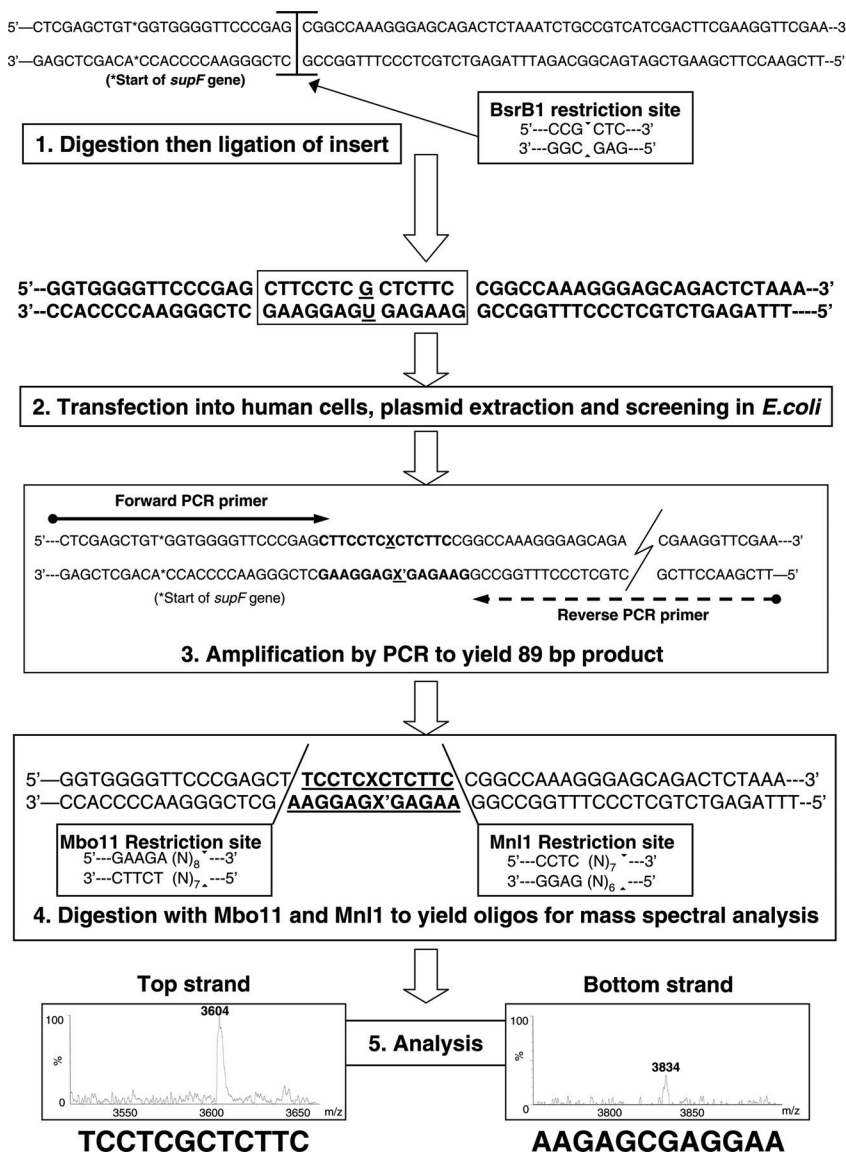 5'—CTCGAGCTGT*GGTGGGGTTCCCGAG CGGCCAAAGGGAGCAGACTCTAAATCTGCCGTCATCGACTTCGAAGGTTCGAA--3
3'—GAGCTCGACA*CCACCCCAAGGGCTC GCCGGTTTCCCTCGTCTGAGATTTAGACGGCAGTAGCTGAAGCTTCCAAGCTT--5'
(*Start of supF gene)
BsrB1 restriction site
5'---CCG CTC---3'
3'---GGC GAG---5'
1. Digestion then ligation of insert
5'--GGTGGGGTTCCCGAG CTTCCTC G CTCTTC CGGCCAAAGGGAGCAGACTCTAAA--3'
3'--CCACCCCAAGGGCTC GAAGGAGU GAGAAG GCCGGTTTCCCTCGTCTGAGATTT----5'
2. Transfection into human cells, plasmid extraction and screening in E.coli
Forward PCR primer
5'---CTCGAGCTGT*GGTGGGGTTCCCGAGCTTCCTCXCTCTTCCGGCCAAAGGGAGCAGA CGAAGGTTCGAA---3'
3'---GAGCTCGACA*CCACCCCAAGGGCTCGAAGGAGX'GAGAAGGCCGGTTTCCCTCGTC GCTTCCAAGCTT—5'
(*Start of supF gene)
Reverse PCR primer
3. Amplification by PCR to yield 89 bp product
5'—GGTGGGGTTCCCGAGCT TCCTCXCTCTTC CGGCCAAAGGGAGCAGACTCTAAA---3'
3'—CCACCCCAAGGGCTCG AAGGAGX'GAGAA GGCCGGTTTCCCTCGTCTGAGATTT--5'
Mbo11 Restriction site
5'---GAAGA (N)8 ---3'
3'---CTTCT (N)7 ---5'
Mnl1 Restriction site
5'---CCTC (N)7 ---3'
3'---GGAG (N)6 ---5'
4. Digestion with Mbo11 and Mnl1 to yield oligos for mass spectral analysis
Top strand
Bottom strand
5. Analysis
3604
100
%
0
3550 3600 3650 m/z
3834
100
%
0
3800 3850 m/z
TCCTCGCTCTTC
AAGAGCGAGGAA